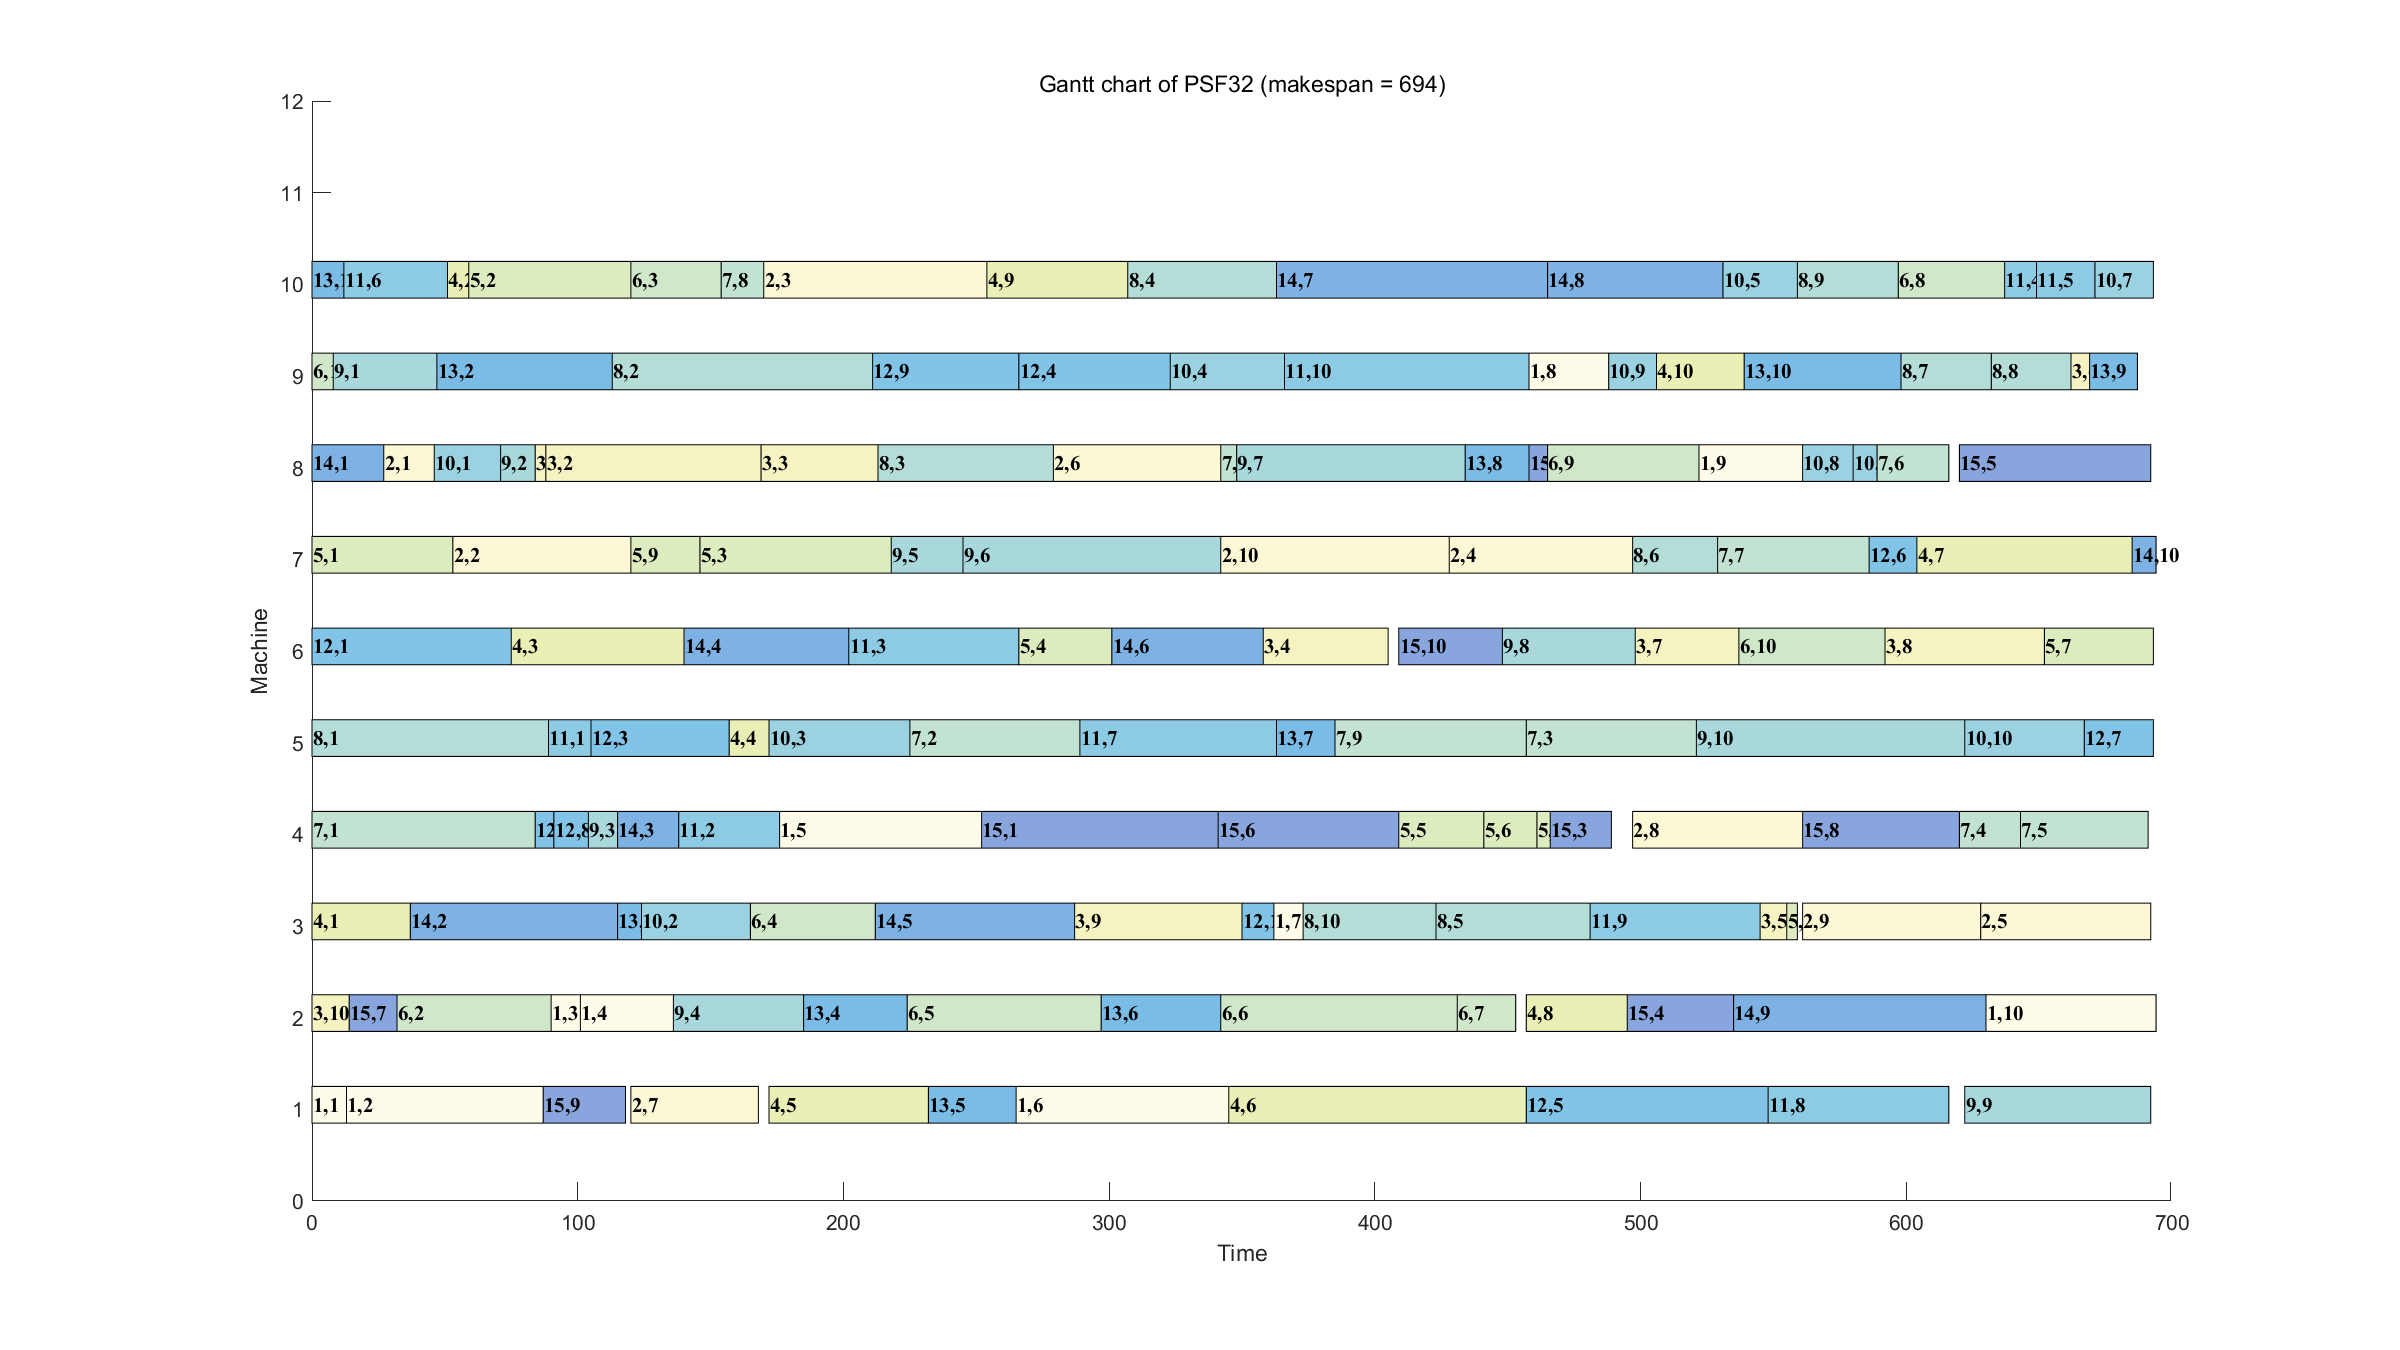 Gantt chart of PSF32 (makespan = 694)
12
11
10 13, 11,6 4, 5,2 6,3 7,8 2,3 4,9 8,4 14,7 14,8 10,5 8,9 6,8 11,4 11,5 10,7
9 6, 9,1 13,2 8,2 12,9 12,4 10,4 11,10 1,8 10,9 4,10 13,10 8,7 8,8 3, 13,9
8 14,1 2,1 10,1 9,2 3 3,2 3,3 8,3 2,6 7, 9,7 13,8 15 6,9 1,9 10,8 10 7,6 15,5
7 5,1 2,2 5,9 5,3 9,5 9,6 2,10 2,4 8,6 7,7 12,6 4,7 14,10
6 12,1 4,3 14,4 11,3 5,4 14,6 3,4 15,10 9,8 3,7 6,10 3,8 5,7
5 8,1 11,1 12,3 4,4 10,3 7,2 11,7 13,7 7,9 7,3 9,10 10,10 12,7
4 7,1 12 12,8 9,3 14,3 11,2 1,5 15,1 15,6 5,5 5,6 5, 15,3 2,8 15,8 7,4 7,5
3 4,1 14,2 13, 10,2 6,4 14,5 3,9 12, 1,7 8,10 8,5 11,9 3,5 5, 2,9 2,5
2 3,10 15,7 6,2 1,3 1,4 9,4 13,4 6,5 13,6 6,6 6,7 4,8 15,4 14,9 1,10
1 1,1 1,2 15,9 2,7 4,5 13,5 1,6 4,6 12,5 11,8 9,9
0
0 100 200 300 400 500 600 700
Time
Machine